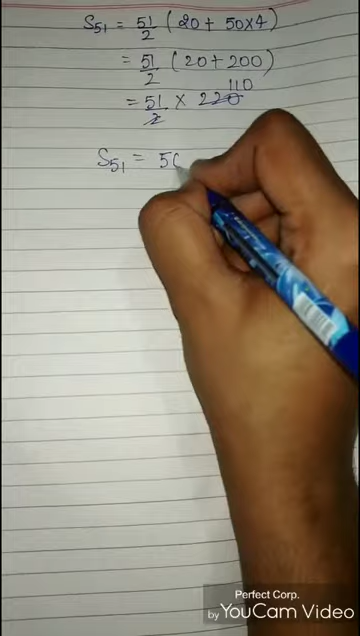 S₅₁ = 51/2 (20 + 50×4)
= 51/2 (20 + 200)
110
= 51/2 × 220
S₅₁ = 56
Perfect Corp.
by YouCam Video